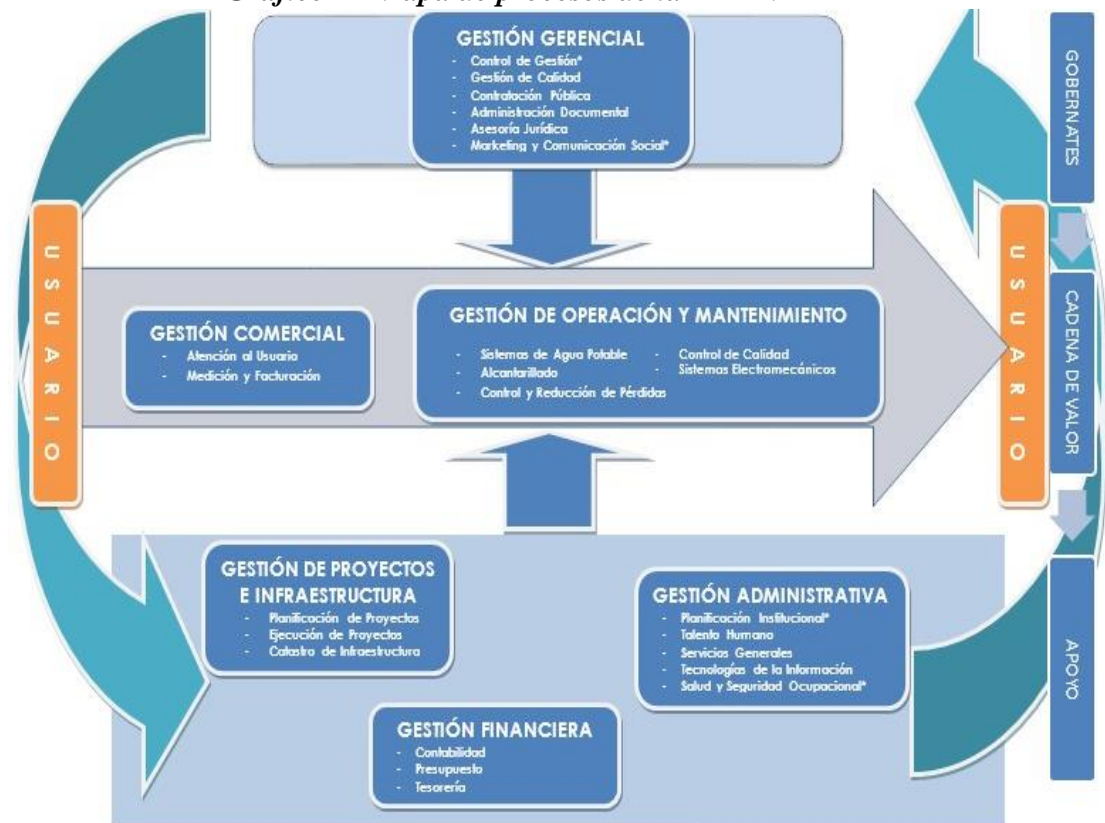 GESTIÓN GERENCIAL
- Control de Gestión*
- Gestión de Calidad
- Contratación Pública
- Administración Documental
- Asesoría Jurídica
- Marketing y Comunicación Social*
GOBERNATES
USUARIO
GESTIÓN COMERCIAL
- Atención al Usuario
- Medición y Facturación
GESTIÓN DE OPERACIÓN Y MANTENIMIENTO
- Sistemas de Agua Potable
- Alcantarillado
- Control y Reducción de Pérdidas
- Control de Calidad
- Sistemas Electromecánicos
USUARIO
CADENA DE VALOR
GESTIÓN DE PROYECTOS
E INFRAESTRUCTURA
- Planificación de Proyectos
- Ejecución de Proyectos
- Catastro de Infraestructura
GESTIÓN ADMINISTRATIVA
- Planificación Institucional*
- Talento Humano
- Servicios Generales
- Tecnologías de la Información
- Salud y Seguridad Ocupacional*
APOYO
GESTIÓN FINANCIERA
- Contabilidad
- Presupuesto
- Tesorería